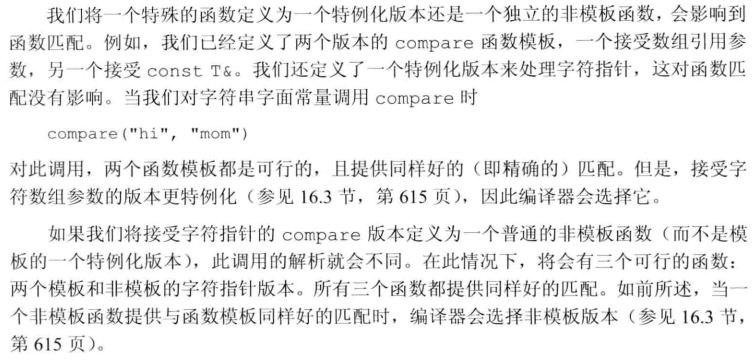 我们将一个特殊的函数定义为一个特例化版本还是一个独立的非模板函数，会影响到
函数匹配。例如，我们已经定义了两个版本的 compare 函数模板，一个接受数组引用参
数，另一个接受 const T&。我们还定义了一个特例化版本来处理字符指针，这对函数匹
配没有影响。当我们对字符串字面常量调用 compare 时
compare("hi", "mom")
对此调用，两个函数模板都是可行的，且提供同样好的（即精确的）匹配。但是，接受字
符数组参数的版本更特例化（参见 16.3 节，第 615 页），因此编译器会选择它。
如果我们将接受字符指针的 compare 版本定义为一个普通的非模板函数（而不是模
板的一个特例化版本），此调用的解析就会不同。在此情况下，将会有三个可行的函数：
两个模板和非模板的字符指针版本。所有三个函数都提供同样好的匹配。如前所述，当一
个非模板函数提供与函数模板同样好的匹配时，编译器会选择非模板版本（参见 16.3 节，
第 615 页）。